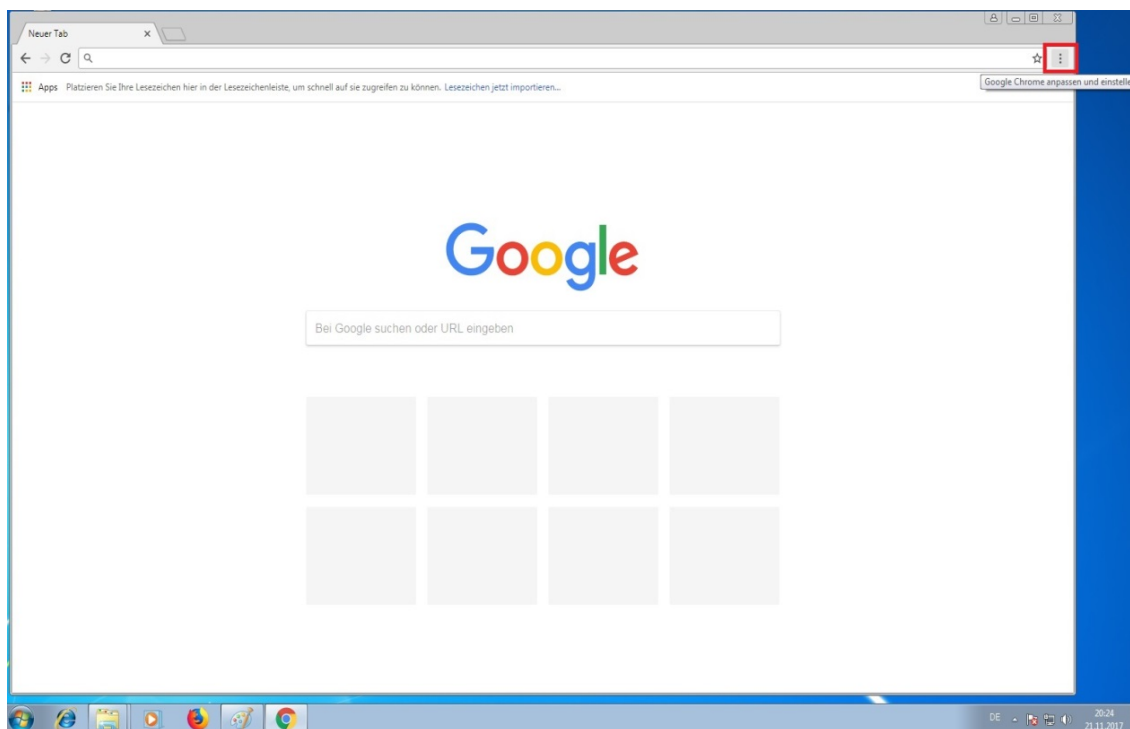 Neuer Tab
Apps Platzieren Sie Ihre Lesezeichen hier in der Lesezeichenleiste, um schnell auf sie zugreifen zu können. Lesezeichen jetzt importieren...
Google Chrome anpassen und einstelle
Google
Bei Google suchen oder URL eingeben
DE
20:24
21.11.2017